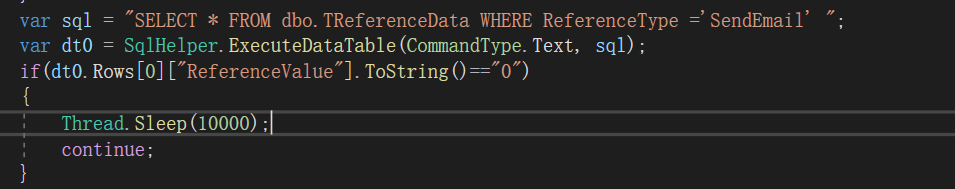 var sql = "SELECT * FROM dbo.TReferenceData WHERE ReferenceType ='SendEmail' ";
var dt0 = SqlHelper.ExecuteDataTable(CommandType.Text, sql);
if(dt0.Rows[0]["ReferenceValue"].ToString()=="0")
{
Thread.Sleep(10000);
continue;
}